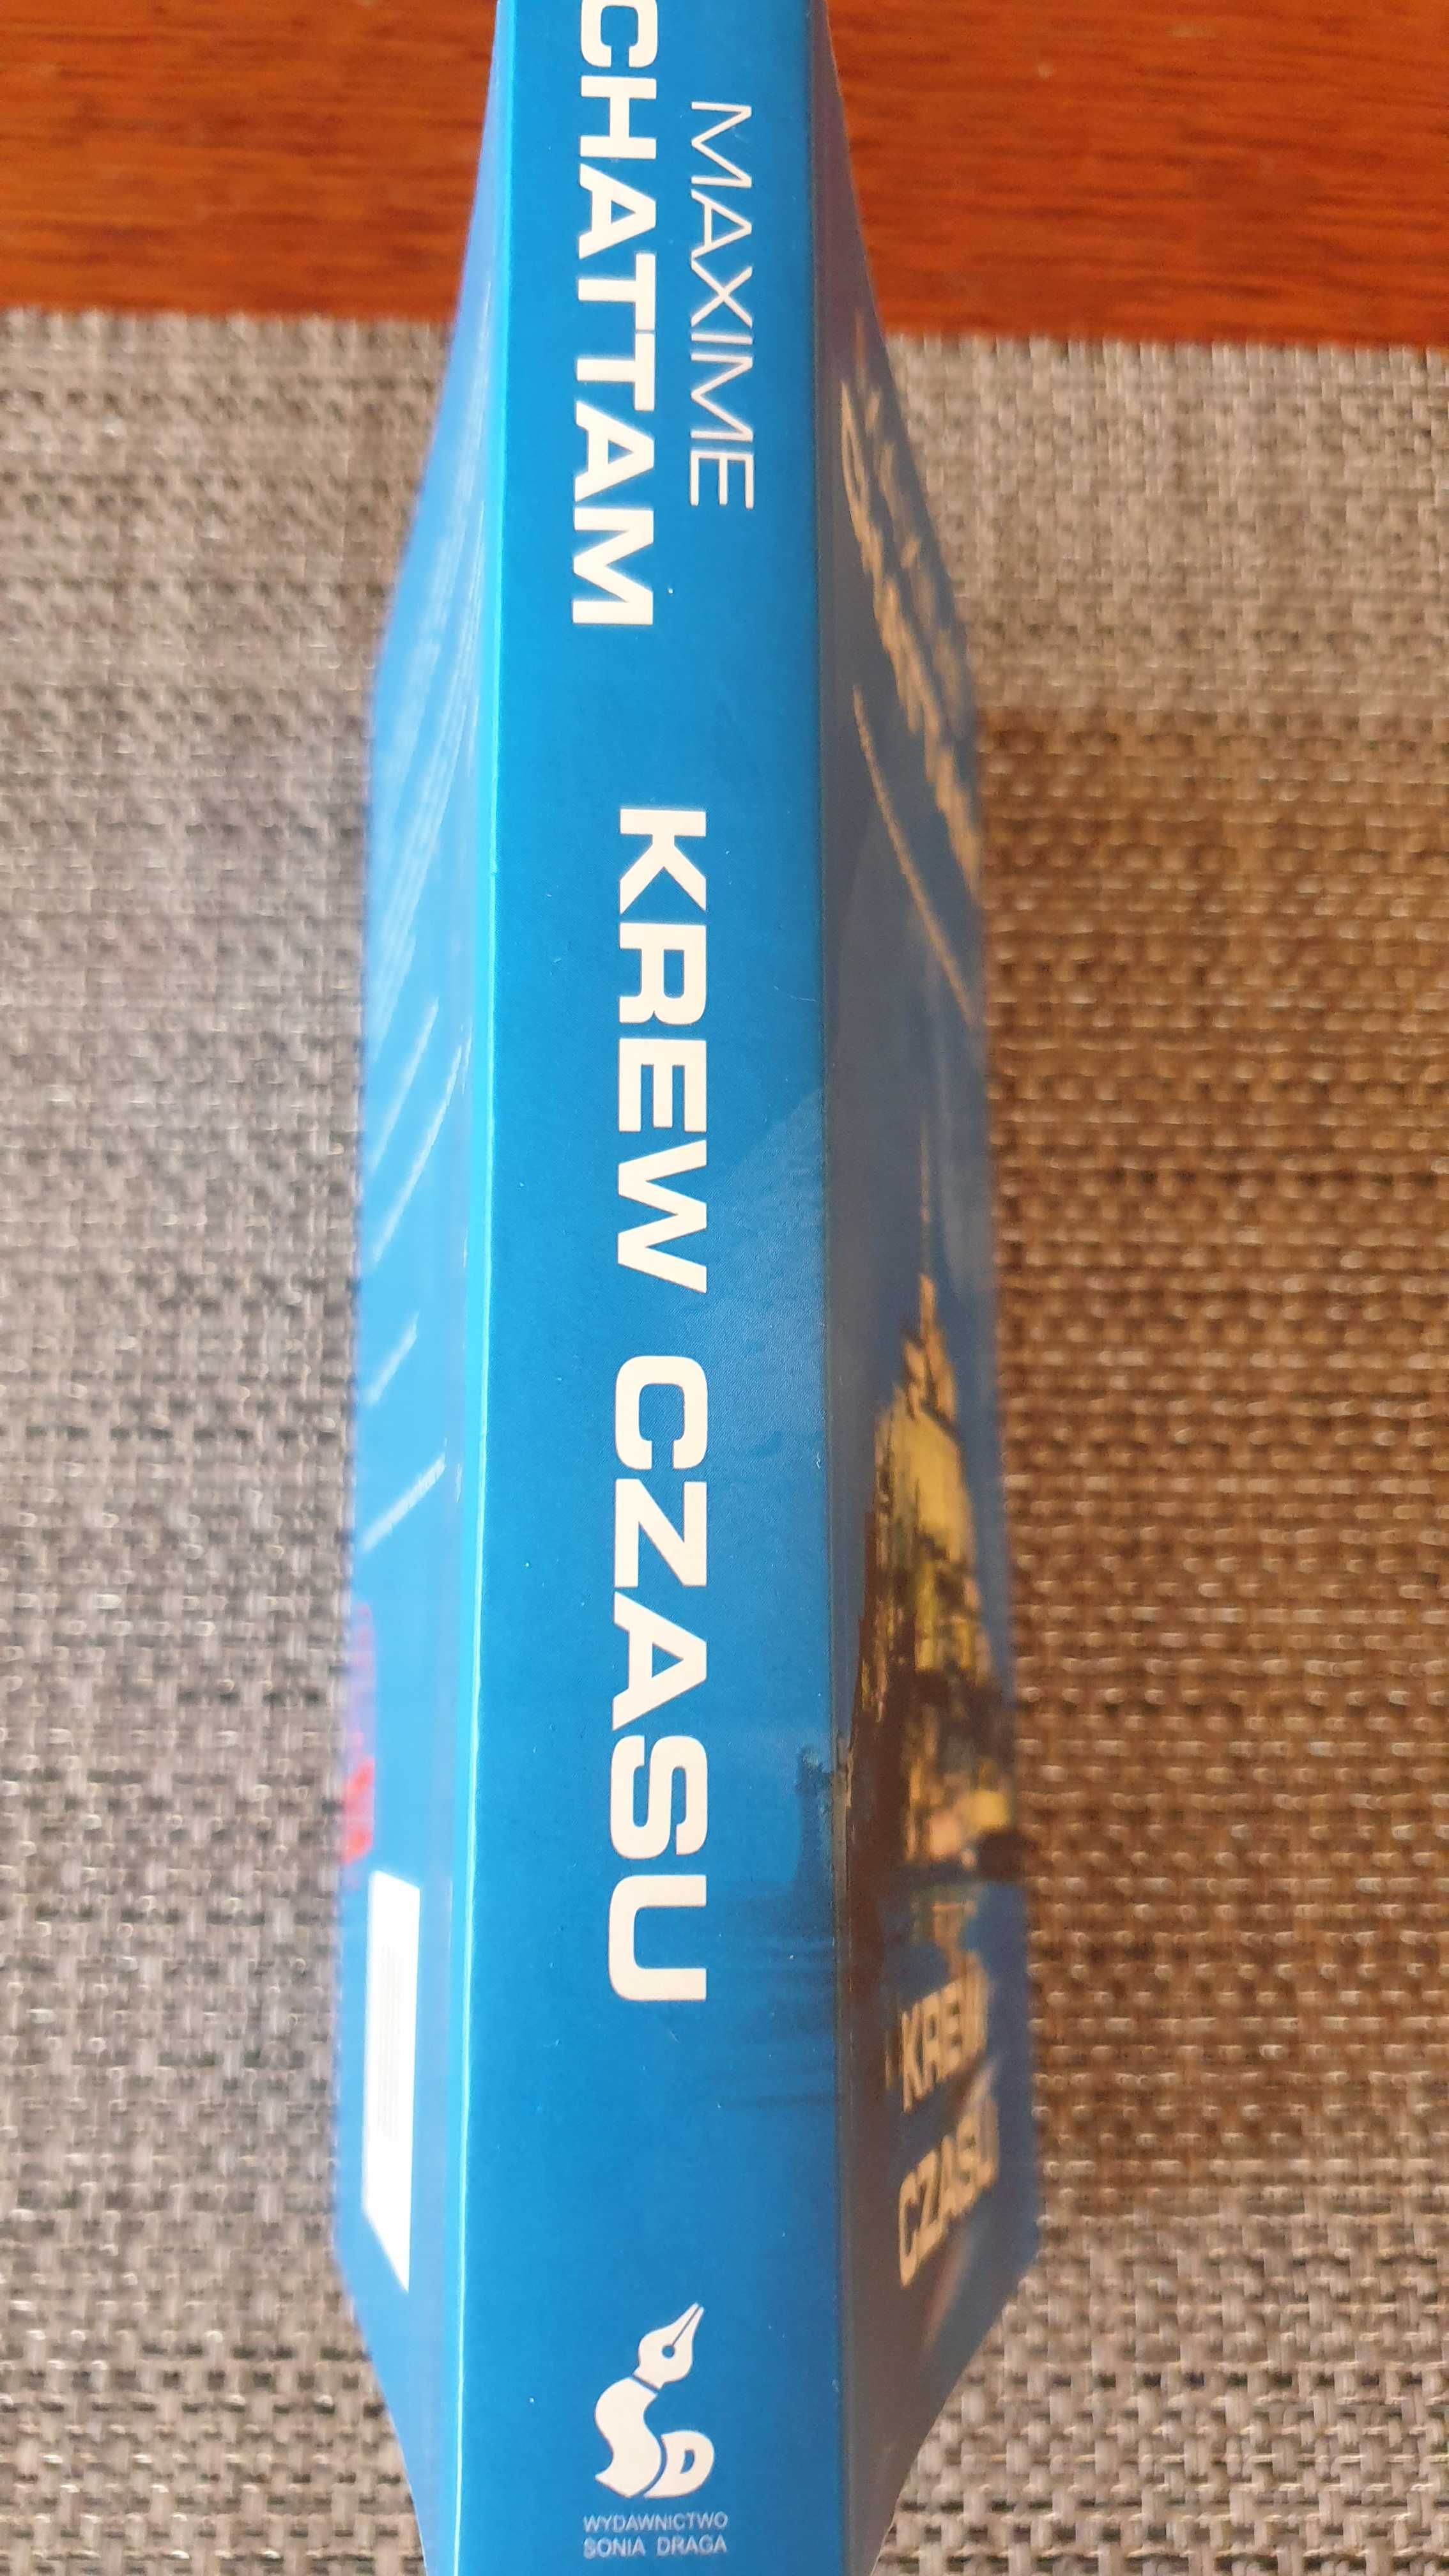 MAXIME
CHATTAM
KREW CZASU
WYDAWNICTWO
SONIA DRAGA
KREW
CZASU